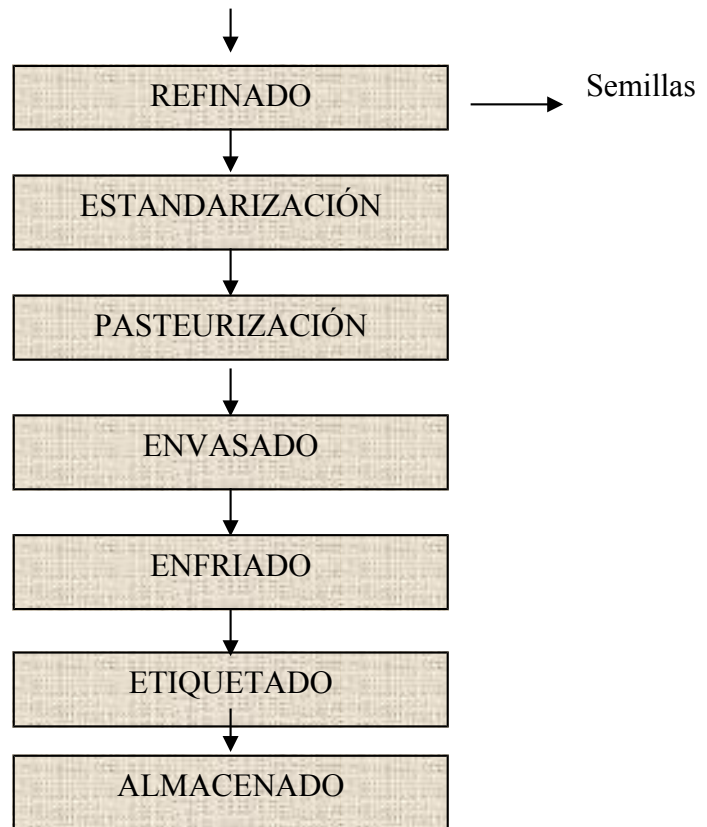 REFINADO
Semillas
ESTANDARIZACIÓN
PASTEURIZACIÓN
ENVASADO
ENFRIADO
ETIQUETADO
ALMACENADO